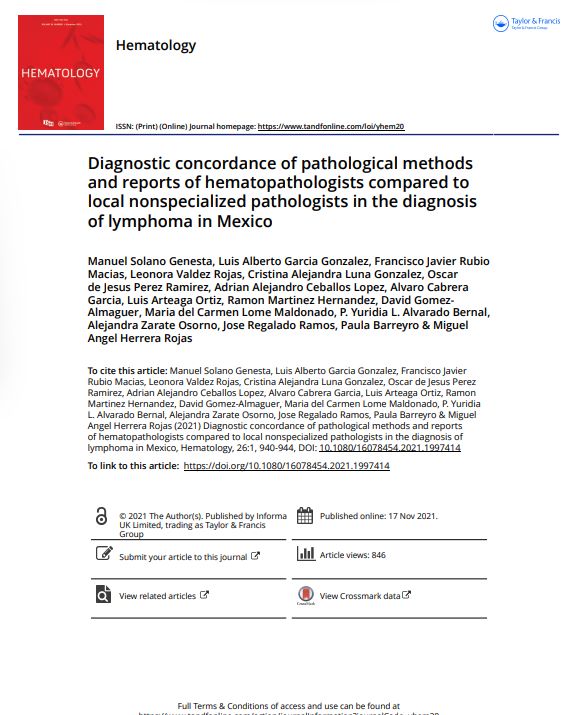 HEMATOLOGY
Hematology
Taylor & Francis
Taylor & Francis Group
ISSN: (Print) (Online) Journal homepage: https://www.tandfonline.com/loi/yhem20
Diagnostic concordance of pathological methods
and reports of hematopathologists compared to
local nonspecialized pathologists in the diagnosis
of lymphoma in Mexico
Manuel Solano Genesta, Luis Alberto Garcia Gonzalez, Francisco Javier Rubio
Macias, Leonora Valdez Rojas, Cristina Alejandra Luna Gonzalez, Oscar
de Jesus Perez Ramirez, Adrian Alejandro Ceballos Lopez, Alvaro Cabrera
Garcia, Luis Arteaga Ortiz, Ramon Martinez Hernandez, David Gomez-
Almaguer, Maria del Carmen Lome Maldonado, P. Yuridia L. Alvarado Bernal,
Alejandra Zarate Osorno, Jose Regalado Ramos, Paula Barreyro & Miguel
Angel Herrera Rojas
To cite this article: Manuel Solano Genesta, Luis Alberto Garcia Gonzalez, Francisco Javier
Rubio Macias, Leonora Valdez Rojas, Cristina Alejandra Luna Gonzalez, Oscar de Jesus Perez
Ramirez, Adrian Alejandro Ceballos Lopez, Alvaro Cabrera Garcia, Luis Arteaga Ortiz, Ramon
Martinez Hernandez, David Gomez-Almaguer, Maria del Carmen Lome Maldonado, P. Yuridia
L. Alvarado Bernal, Alejandra Zarate Osorno, Jose Regalado Ramos, Paula Barreyro & Miguel
Angel Herrera Rojas (2021) Diagnostic concordance of pathological methods and reports
of hematopathologists compared to local nonspecialized pathologists in the diagnosis of
lymphoma in Mexico, Hematology, 26:1, 940-944, DOI: 10.1080/16078454.2021.1997414
To link to this article: https://doi.org/10.1080/16078454.2021.1997414
© 2021 The Author(s). Published by Informa
UK Limited, trading as Taylor & Francis
Group
Published online: 17 Nov 2021.
Submit your article to this journal
Article views: 846
View related articles
View Crossmark data
CrossMark
Full Terms & Conditions of access and use can be found at